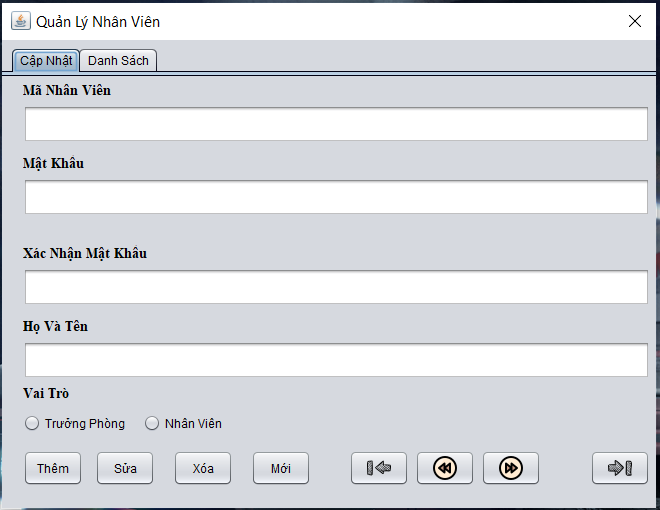 Quản Lý Nhân Viên
Cập Nhật Danh Sách
Mã Nhân Viên
Mật Khẩu
Xác Nhận Mật Khẩu
Họ Và Tên
Vai Trò
Trưởng Phòng Nhân Viên
Thêm Sửa Xóa Mới